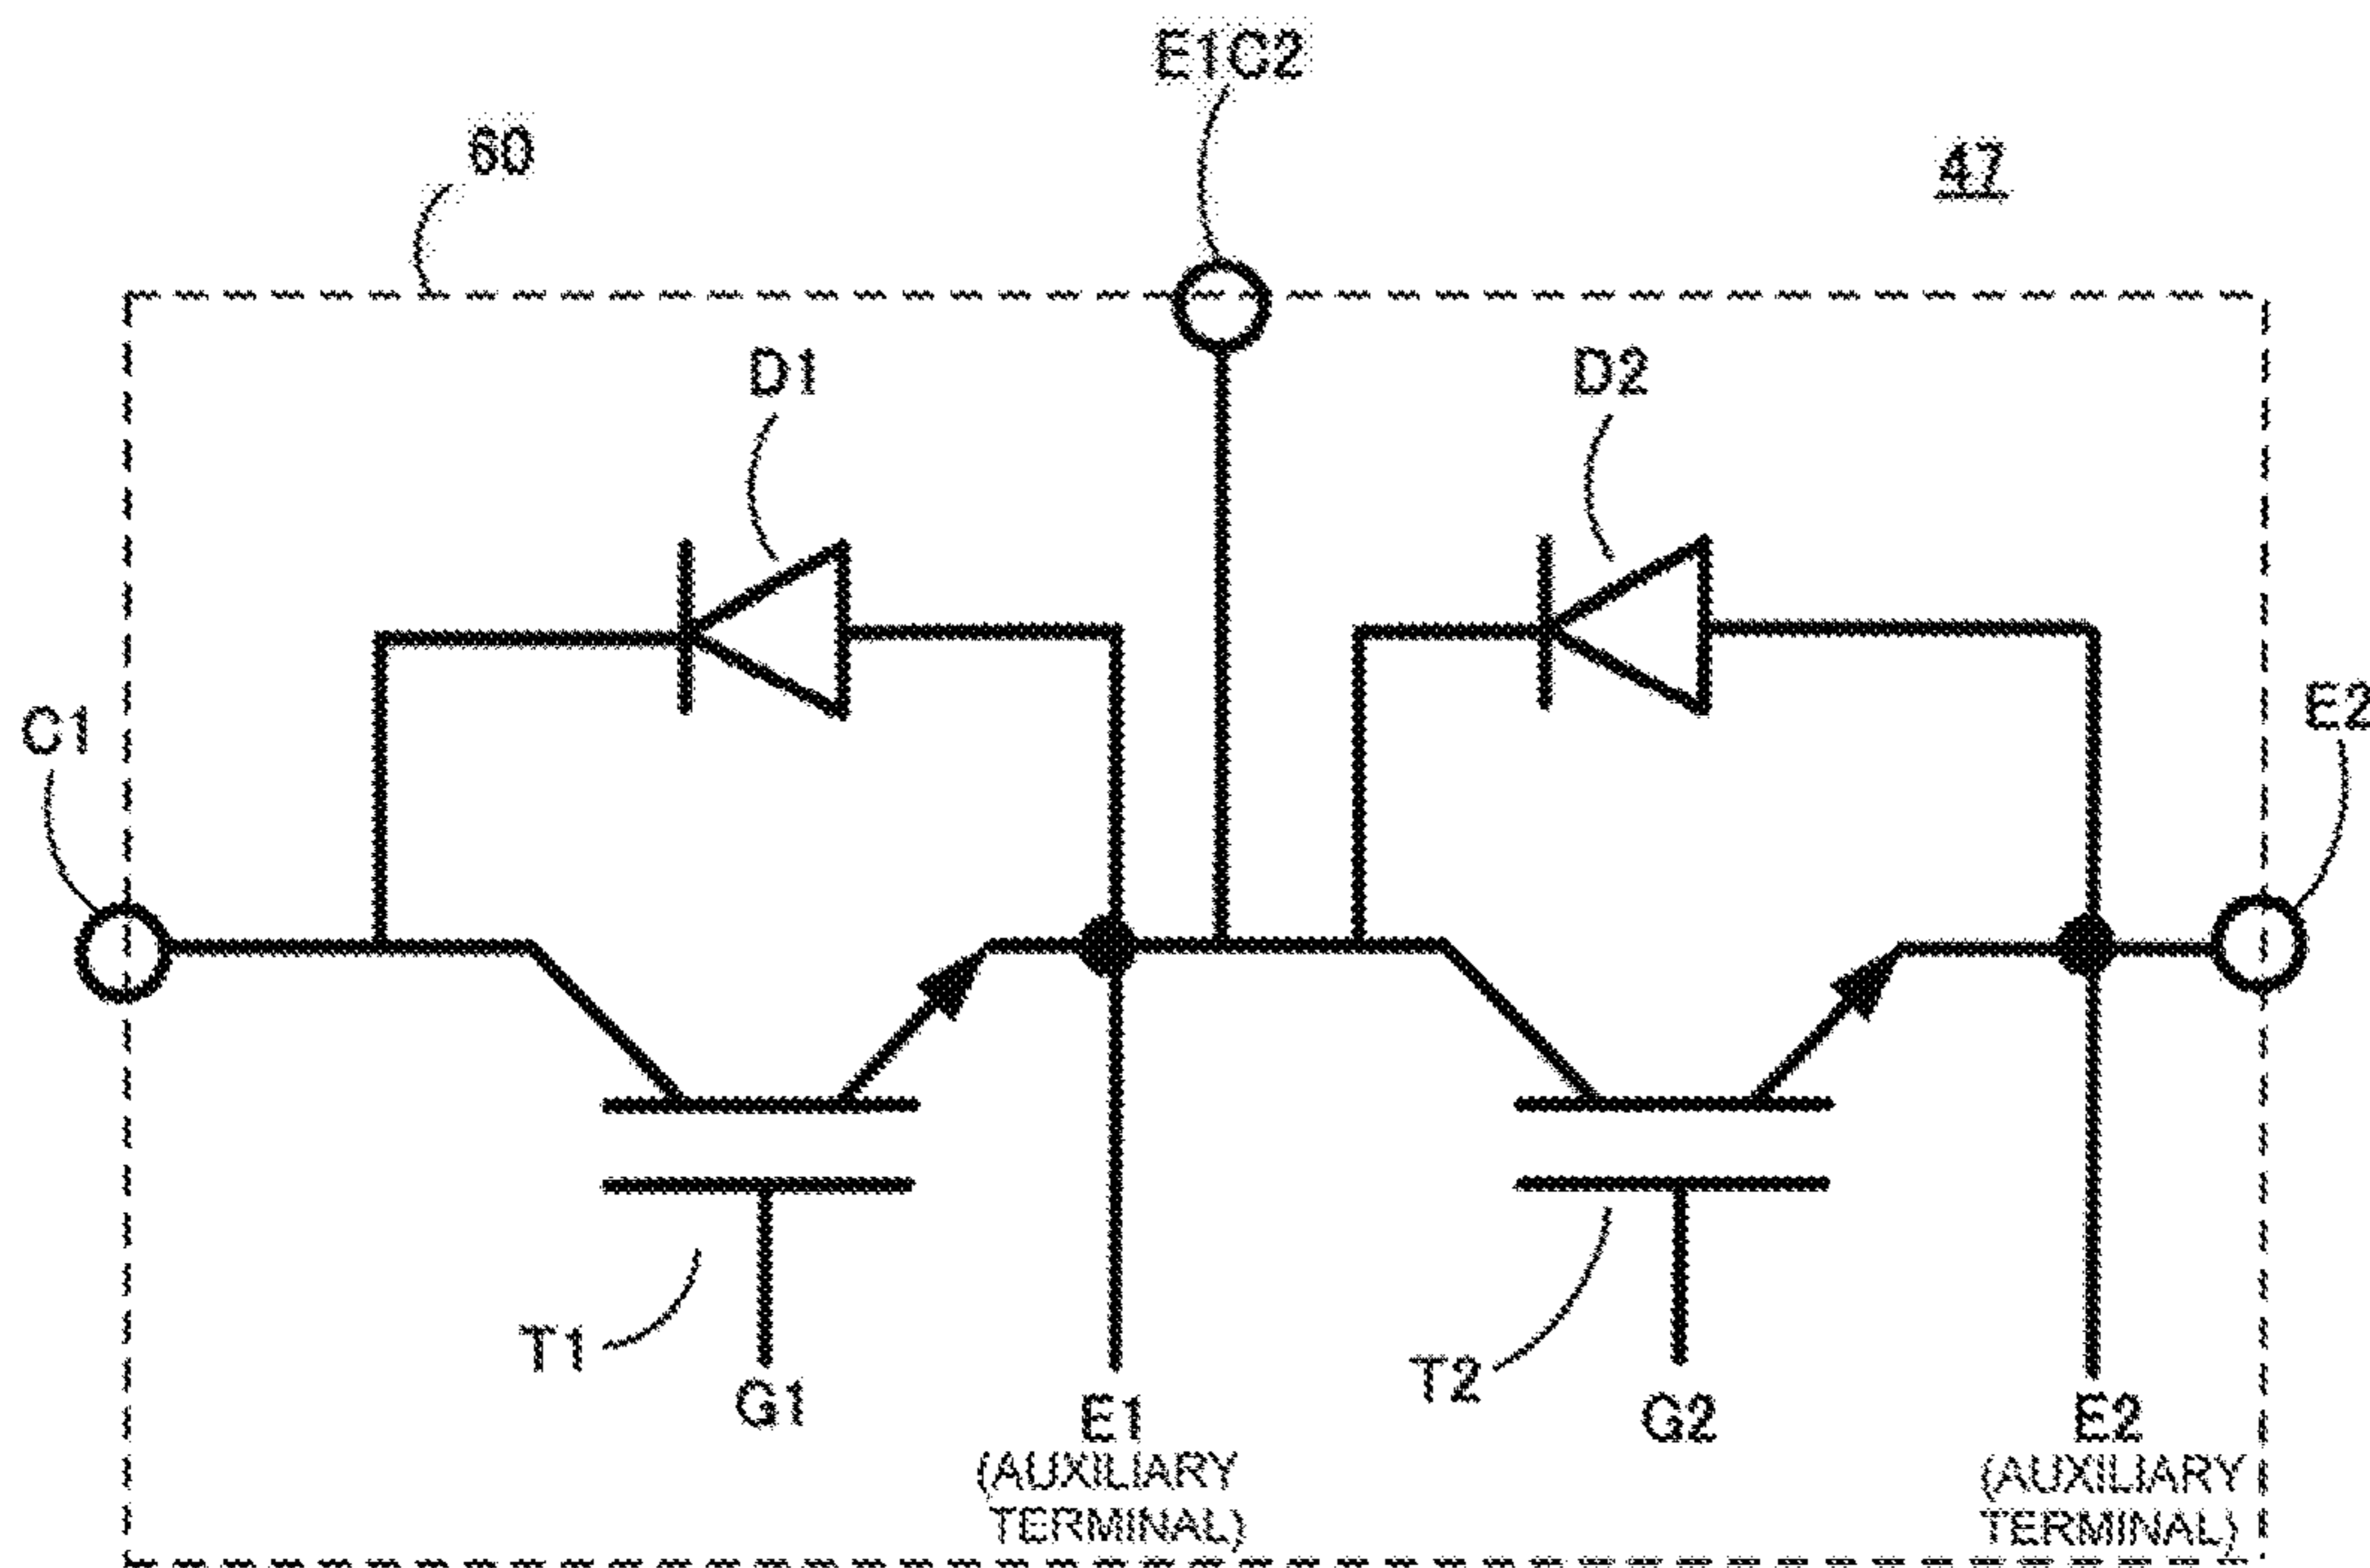 E1C2
60
47
D1
D2
C1
E2
T1
G1
E1
(AUXILIARY
TERMINAL)
T2
G2
E2
(AUXILIARY
TERMINAL)